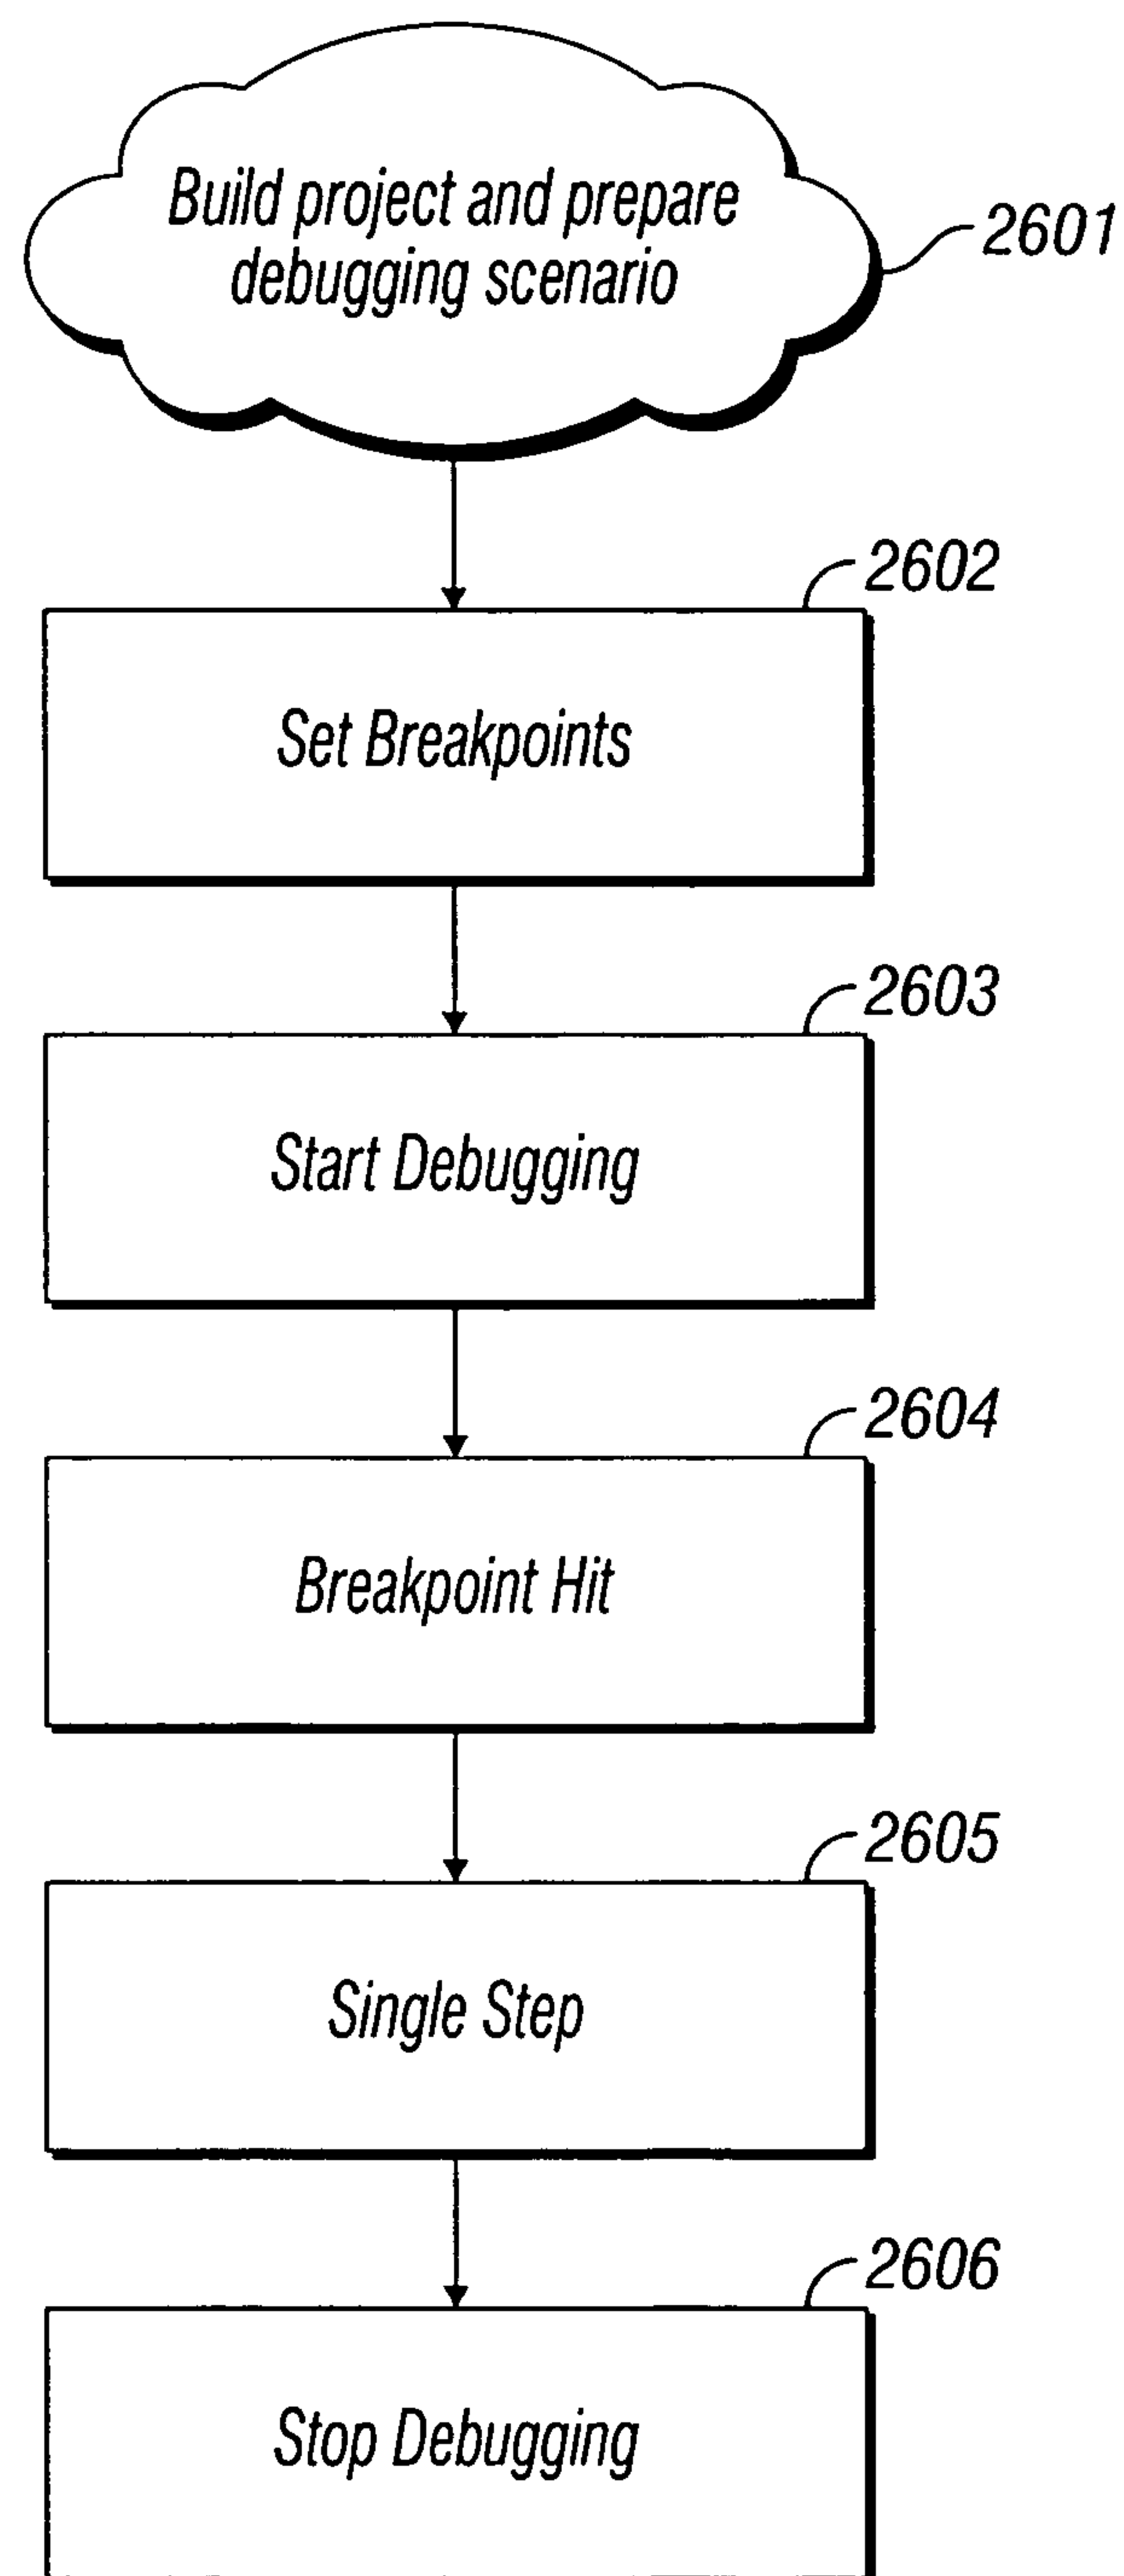 Build project and prepare
debugging scenario
2601
2602
Set Breakpoints
2603
Start Debugging
2604
Breakpoint Hit
2605
Single Step
2606
Stop Debugging